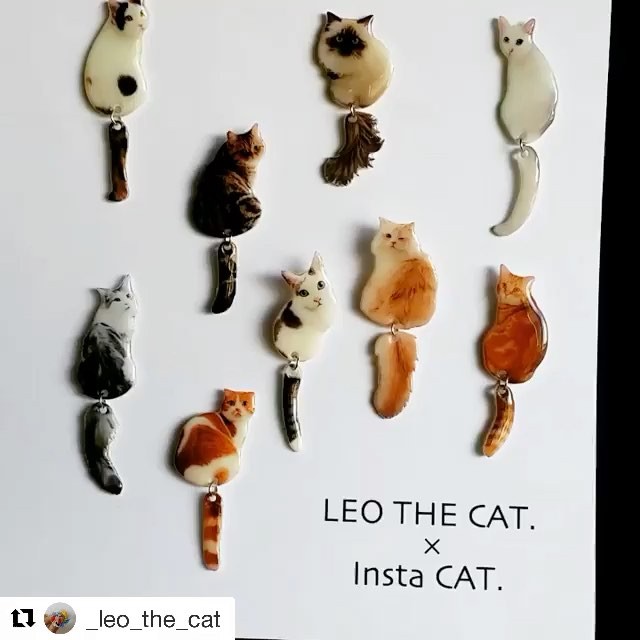 LEO THE CAT.
×
Insta CAT.
_leo_the_cat